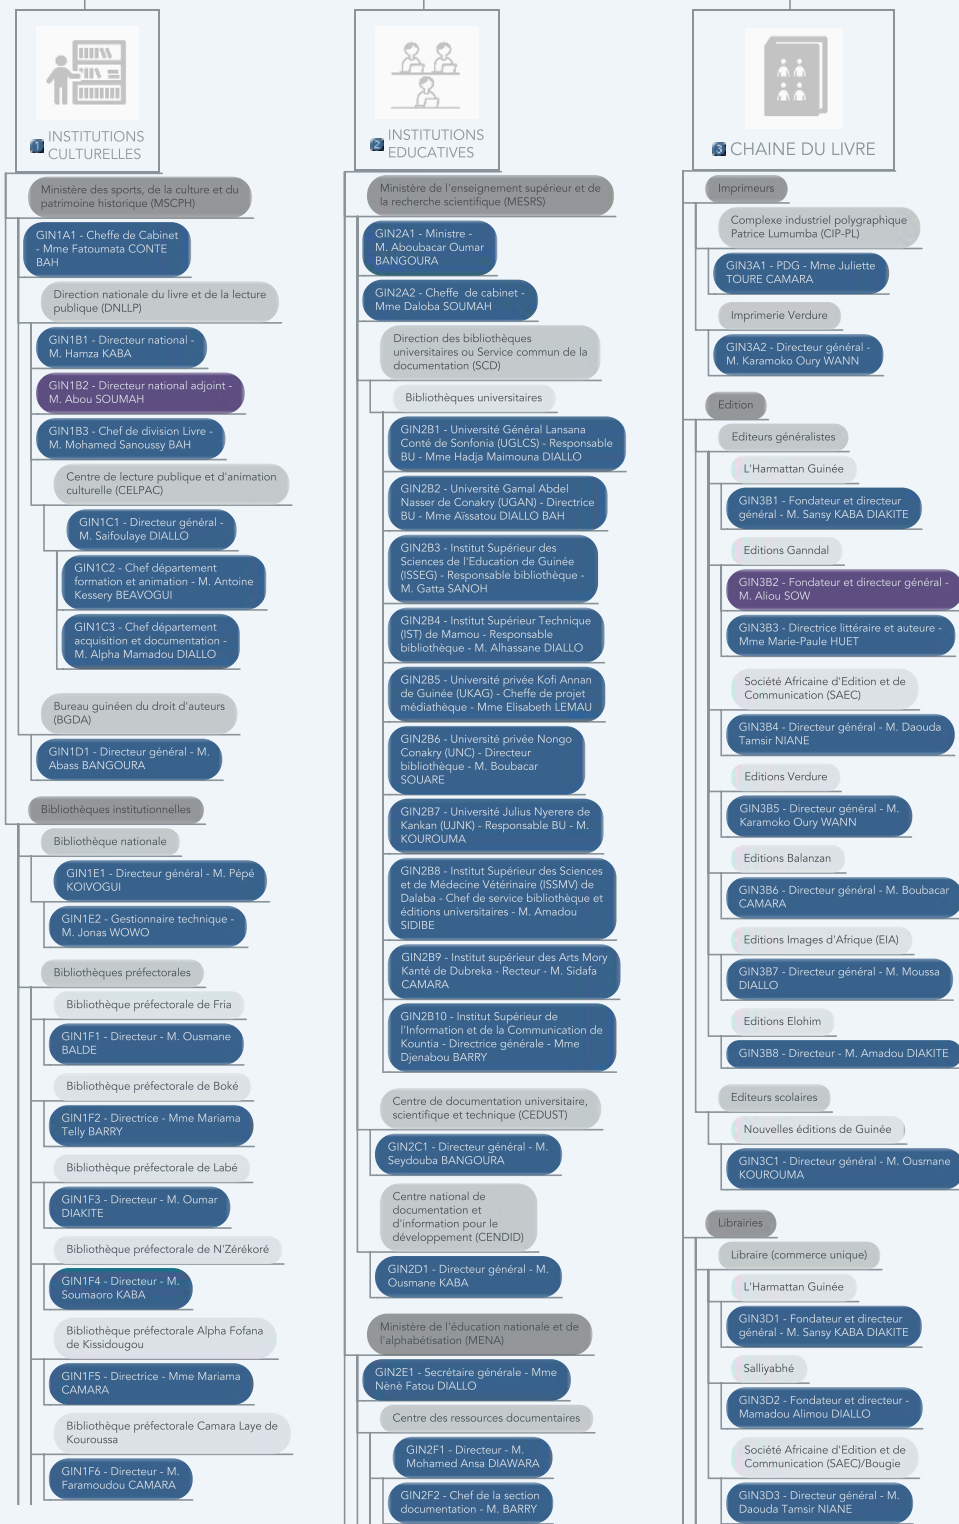 1
INSTITUTIONS
CULTURELLES
Ministère des sports, de la culture et du
patrimoine historique (MSCPH)
GIN1A1 - Cheffe de Cabinet
- Mme Fatoumata CONTE
BAH
Direction nationale du livre et de la lecture
publique (DNLLP)
GIN1B1 - Directeur national -
M. Hamza KABA
GIN1B2 - Directeur national adjoint -
M. Abou SOUMAH
GIN1B3 - Chef de division Livre -
M. Mohamed Sanoussy BAH
Centre de lecture publique et d'animation
culturelle (CELPAC)
GIN1C1 - Directeur général -
M. Saifoulaye DIALLO
GIN1C2 - Chef département
formation et animation - M. Antoine
Kessery BEAVOGUI
GIN1C3 - Chef département
acquisition et documentation -
M. Alpha Mamadou DIALLO
Bureau guinéen du droit d'auteurs
(BGDA)
GIN1D1 - Directeur général - M.
Abass BANGOURA
Bibliothèques institutionnelles
Bibliothèque nationale
GIN1E1 - Directeur général - M. Pépé
KOIVOGUI
GIN1E2 - Gestionnaire technique -
M. Jonas WOWO
Bibliothèques préfectorales
Bibliothèque préfectorale de Fria
GIN1F1 - Directeur - M. Ousmane
BALDE
Bibliothèque préfectorale de Boké
GIN1F2 - Directrice - Mme Mariama
Telly BARRY
Bibliothèque préfectorale de Labé
GIN1F3 - Directeur - M. Oumar
DIAKITE
Bibliothèque préfectorale de N'Zérékoré
GIN1F4 - Directeur - M.
Soumaoro KABA
Bibliothèque préfectorale Alpha Fofana
de Kissidougou
GIN1F5 - Directrice - Mme Mariama
CAMARA
Bibliothèque préfectorale Camara Laye de
Kouroussa
GIN1F6 - Directeur - M.
Faramoudou CAMARA
2
INSTITUTIONS
EDUCATIVES
Ministère de l'enseignement supérieur et de
la recherche scientifique (MESRS)
GIN2A1 - Ministre -
M. Aboubacar Oumar
BANGOURA
GIN2A2 - Cheffe de cabinet -
Mme Daloba SOUMAH
Direction des bibliothèques
universitaires ou Service commun de la
documentation (SCD)
Bibliothèques universitaires
GIN2B1 - Université Général Lansana
Conté de Sonfonia (UGLCS) - Responsable
BU - Mme Hadja Maimouna DIALLO
GIN2B2 - Université Gamal Abdel
Nasser de Conakry (UGAN) - Directrice
BU - Mme Aïssatou DIALLO BAH
GIN2B3 - Institut Supérieur des
Sciences de l'Education de Guinée
(ISSEG) - Responsable bibliothèque -
M. Gatta SANOH
GIN2B4 - Institut Supérieur Technique
(IST) de Mamou - Responsable
bibliothèque - M. Alhassane DIALLO
GIN2B5 - Université privée Kofi Annan
de Guinée (UKAG) - Cheffe de projet
médiathèque - Mme Elisabeth LEMAU
GIN2B6 - Université privée Nongo
Conakry (UNC) - Directeur
bibliothèque - M. Boubacar
SOUARE
GIN2B7 - Université Julius Nyerere de
Kankan (UJNK) - Responsable BU - M.
KOUROUMA
GIN2B8 - Institut Supérieur des Sciences
et de Médecine Vétérinaire (ISSMV) de
Dalaba - Chef de service bibliothèque et
éditions universitaires - M. Amadou
SIDIBE
GIN2B9 - Institut supérieur des Arts Mory
Kanté de Dubreka - Recteur - M. Sidafa
CAMARA
GIN2B10 - Institut Supérieur de
l'Information et de la Communication de
Kountia - Directrice générale - Mme
Djenabou BARRY
Centre de documentation universitaire,
scientifique et technique (CEDUST)
GIN2C1 - Directeur général - M.
Seydouba BANGOURA
Centre national de
documentation et
d'information pour le
développement (CENDID)
GIN2D1 - Directeur général - M.
Ousmane KABA
Ministère de l'éducation nationale et de
l'alphabétisation (MENA)
GIN2E1 - Secrétaire générale - Mme
Nènè Fatou DIALLO
Centre des ressources documentaires
GIN2F1 - Directeur - M.
Mohamed Ansa DIAWARA
GIN2F2 - Chef de la section
documentation - M. BARRY
3
CHAINE DU LIVRE
Imprimeurs
Complexe industriel polygraphique
Patrice Lumumba (CIP-PL)
GIN3A1 - PDG - Mme Juliette
TOURE CAMARA
Imprimerie Verdure
GIN3A2 - Directeur général -
M. Karamoko Oury WANN
Edition
Editeurs généralistes
L'Harmattan Guinée
GIN3B1 - Fondateur et directeur
général - M. Sansy KABA DIAKITE
Editions Ganndal
GIN3B2 - Fondateur et directeur général -
M. Aliou SOW
GIN3B3 - Directrice littéraire et auteure -
Mme Marie-Paule HUET
Société Africaine d'Edition et de
Communication (SAEC)
GIN3B4 - Directeur général - M. Daouda
Tamsir NIANE
Editions Verdure
GIN3B5 - Directeur général - M.
Karamoko Oury WANN
Editions Balanzan
GIN3B6 - Directeur général - M. Boubacar
CAMARA
Editions Images d'Afrique (EIA)
GIN3B7 - Directeur général - M. Moussa
DIALLO
Editions Elohim
GIN3B8 - Directeur - M. Amadou DIAKITE
Editeurs scolaires
Nouvelles éditions de Guinée
GIN3C1 - Directeur général - M. Ousmane
KOUROUMA
Librairies
Libraire (commerce unique)
L'Harmattan Guinée
GIN3D1 - Fondateur et directeur
général - M. Sansy KABA DIAKITE
Salliyabhé
GIN3D2 - Fondateur et directeur -
Mamadou Alimou DIALLO
Société Africaine d'Edition et de
Communication (SAEC)/Bougie
GIN3D3 - Directeur général - M.
Daouda Tamsir NIANE